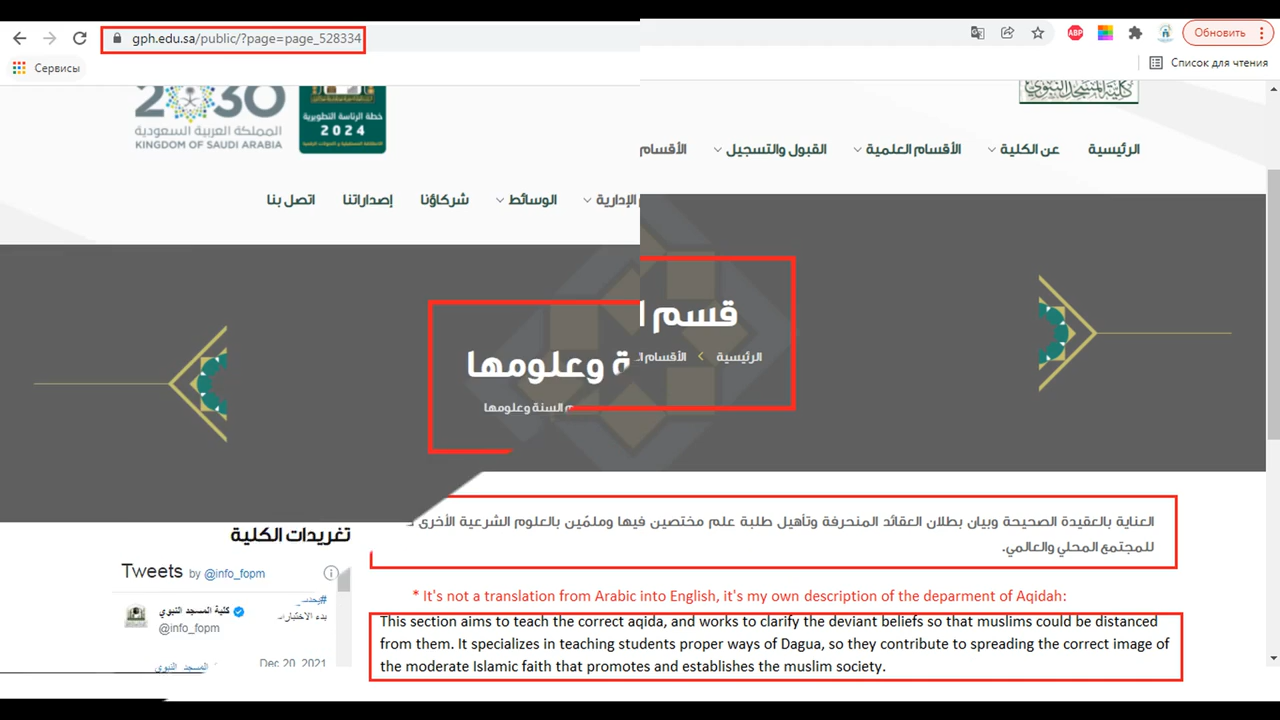 gph.edu.sa/public/?page=page_528334
Обновить
Сервисы
Список для чтения
2030
المملكة العربية السعودية
KINGDOM OF SAUDI ARABIA
خطة الرئاسة التطويرية
2024
كلية المسجد النبوي
الرئيسية
عن الكلية
الأقسام العلمية
القبول والتسجيل
الأقسام
الإدارية
الوسائط
شركاؤنا
إصداراتنا
اتصل بنا
قسم
ة وعلومها
الرئيسية
السنة وعلومها
العناية بالعقيدة الصحيحة وبيان بطلان العقائد المنحرفة وتأهيل طلبة علم مختصين فيها وملمّين بالعلوم الشرعية الأخرى
للمجتمع المحلي والعالمي.
تغريدات الكلية
Tweets by @info_fopm
ABP
كلية المسجد النبوي
@info_fopm
المسجد_النبوي
Dec 20, 2021
* It's not a translation from Arabic into English, it's my own description of the deparment of Aqidah:
This section aims to teach the correct aqida, and works to clarify the deviant beliefs so that muslims could be distanced
from them. It specializes in teaching students proper ways of Dagua, so they contribute to spreading the correct image of
the moderate Islamic faith that promotes and establishes the muslim society.